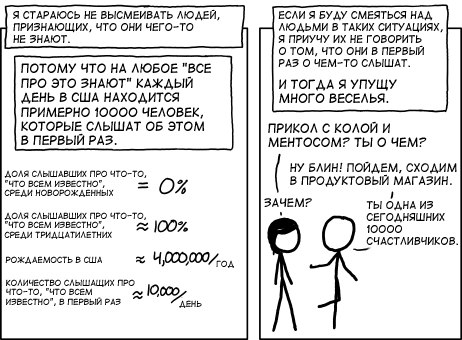 Я СТАРАЮСЬ НЕ ВЫСМЕИВАТЬ ЛЮДЕЙ,
ПРИЗНАЮЩИХ, ЧТО ОНИ ЧЕГО-ТО
НЕ ЗНАЮТ.
ПОТОМУ ЧТО НА ЛЮБОЕ "ВСЕ
ПРО ЭТО ЗНАЮТ" КАЖДЫЙ
ДЕНЬ В США НАХОДИТСЯ
ПРИМЕРНО 10000 ЧЕЛОВЕК,
КОТОРЫЕ СЛЫШАТ ОБ ЭТОМ
В ПЕРВЫЙ РАЗ.
ДОЛЯ СЛЫШАВШИХ ПРО ЧТО-ТО,
"ЧТО ВСЕМ ИЗВЕСТНО", = 0%
СРЕДИ НОВОРОЖДЕННЫХ
ДОЛЯ СЛЫШАВШИХ ПРО ЧТО-ТО,
"ЧТО ВСЕМ ИЗВЕСТНО", ≈ 100%
СРЕДИ ТРИДЦАТИЛЕТНИХ
РОЖДАЕМОСТЬ В США ≈ 4,000,000/ГОД
КОЛИЧЕСТВО СЛЫШАЩИХ ПРО
ЧТО-ТО, "ЧТО ВСЕМ ≈ 10,000/ДЕНЬ
ИЗВЕСТНО", В ПЕРВЫЙ РАЗ
ЕСЛИ Я БУДУ СМЕЯТЬСЯ НАД
ЛЮДЬМИ В ТАКИХ СИТУАЦИЯХ,
Я ПРИУЧУ ИХ НЕ ГОВОРИТЬ
О ТОМ, ЧТО ОНИ В ПЕРВЫЙ
РАЗ О ЧЕМ-ТО СЛЫШАТ.
И ТОГДА Я УПУЩУ
МНОГО ВЕСЕЛЬЯ.
ПРИКОЛ С КОЛОЙ И
МЕНТОСОМ? ТЫ О ЧЕМ?
НУ БЛИН! ПОЙДЕМ, СХОДИМ
В ПРОДУКТОВЫЙ МАГАЗИН.
ЗАЧЕМ?
ТЫ ОДНА ИЗ
СЕГОДНЯШНИХ
10000
СЧАСТЛИВЧИКОВ.